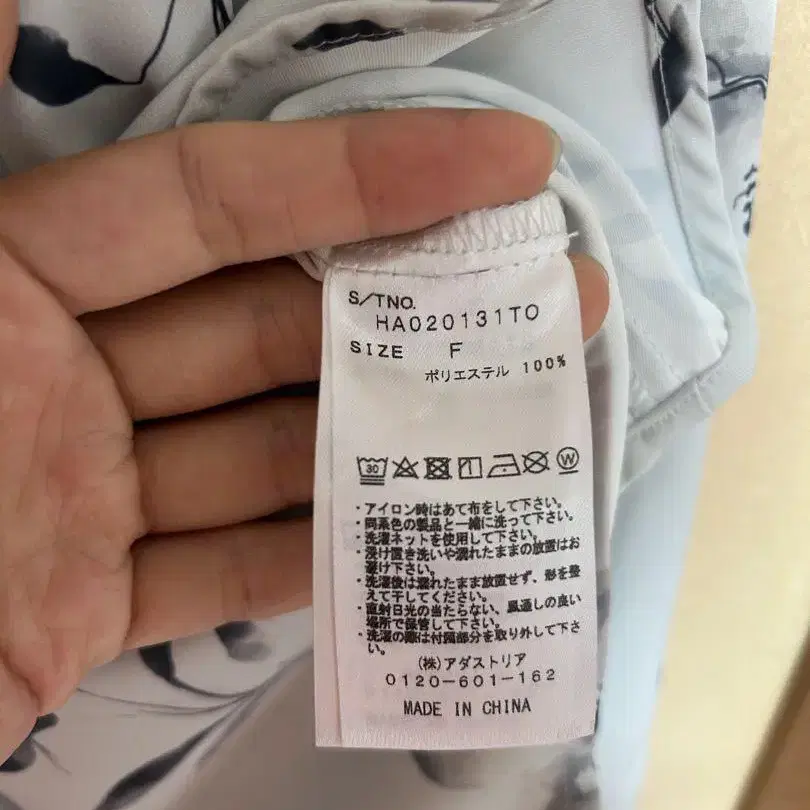 S/TNO.
HA020131TO
SIZE F
ポリエステル 100%
30
W
・アイロン時はあて布をして下さい。
・同系色の製品と一緒に洗って下さい。
・洗濯ネットを使用して下さい。
・浸け置き洗いや濡れたままの放置はお
避け下さい。
・洗濯後は濡れたまま放置せず、形を整
えて干してください。
・直射日光の当たらない、風通しの良い
場所で保管して下さい。
・洗濯の際は付属部分を取り外して下さ
い。
(株)アダストリア
0120-601-162
MADE IN CHINA